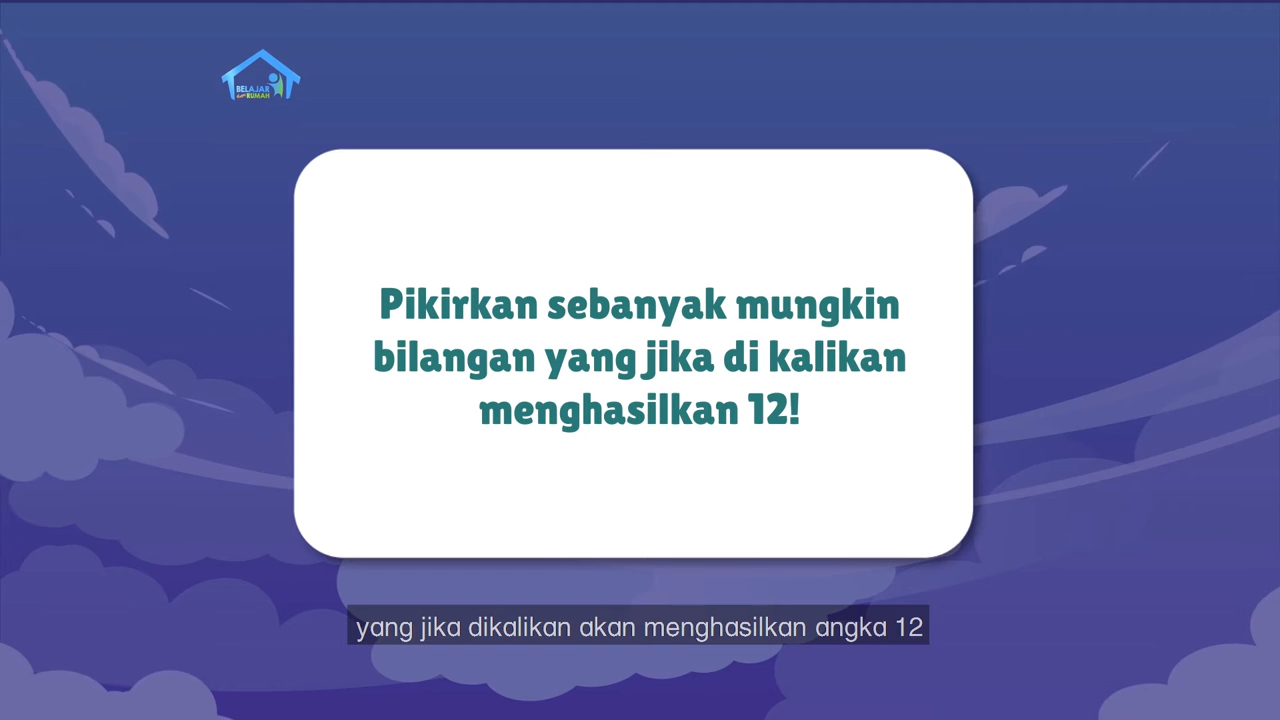 BELAJAR
dari RUMAH
Pikirkan sebanyak mungkin
bilangan yang jika di kalikan
menghasilkan 12!
yang jika dikalikan akan menghasilkan angka 12